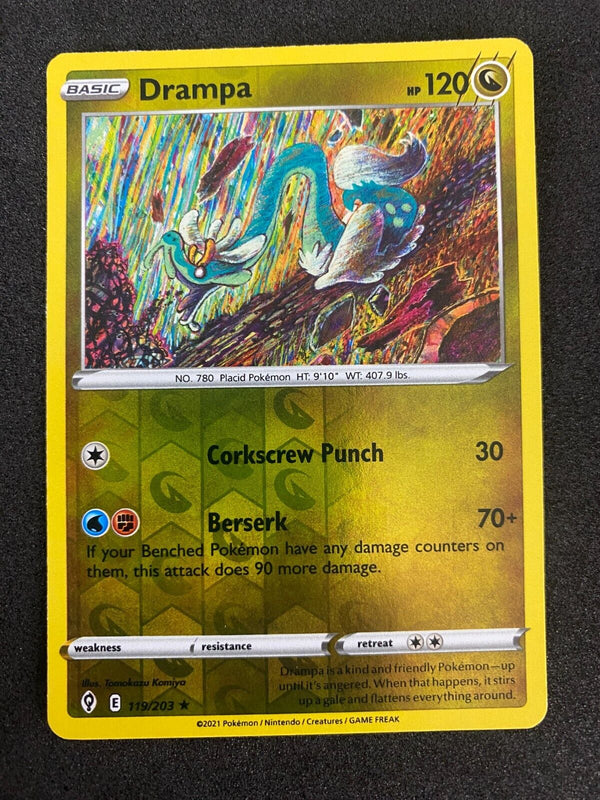 BASIC Drampa HP 120
NO. 780 Placid Pokémon HT: 9'10" WT: 407.9 lbs.
Corkscrew Punch 30
Berserk 70+
If your Benched Pokémon have any damage counters on
them, this attack does 90 more damage.
weakness resistance retreat
Illus. Tomokazu Komiya
Drampa is a kind and friendly Pokémon—up
until it's angered. When that happens, it stirs
up a gale and flattens everything around.
E 119/203 ★
©2021 Pokémon / Nintendo / Creatures / GAME FREAK